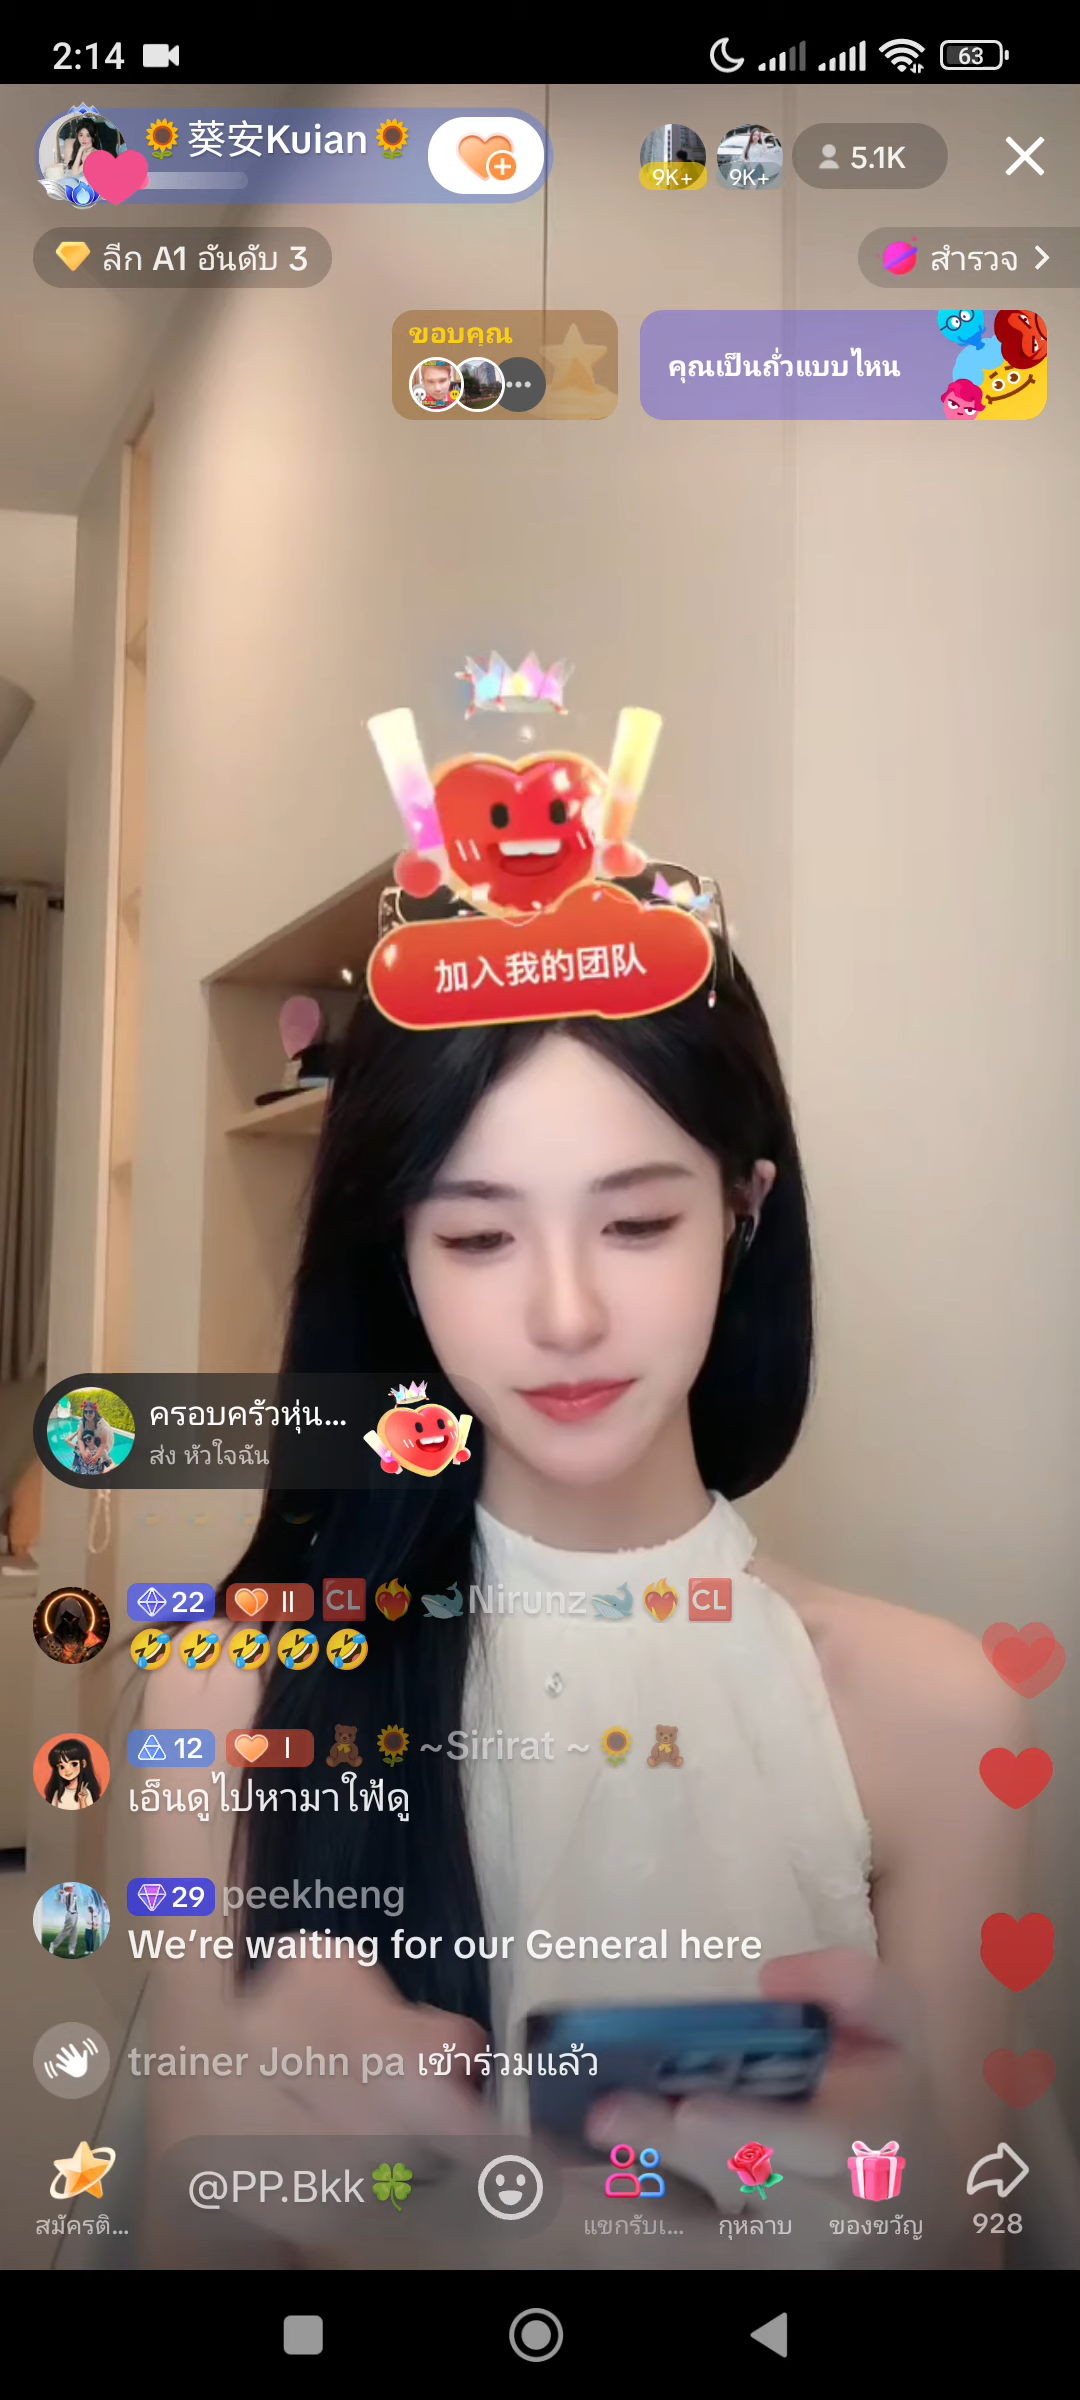 2:14
63
🌻葵安Kuian🌻
9K+
9K+
5.1K
ลีก A1 อันดับ 3
สำรวจ
ขอบคุณ
คุณเป็นถั่วแบบไหน
加入我的团队
ครอบครัวหุ่น...
ส่ง หัวใจฉัน
22 II CL❤️‍🔥🐋Nirunz🐋❤️‍🔥CL
🤣🤣🤣🤣🤣
12 I 🧸🌻~Sirirat ~🌻🧸
เอ็นดูไปหามาใฟ้ดู
29 peekheng
We're waiting for our General here
trainer John pa เข้าร่วมแล้ว
@PP.Bkk🍀
สมัครติ...
แขกรับเ...
กุหลาบ
ของขวัญ
928